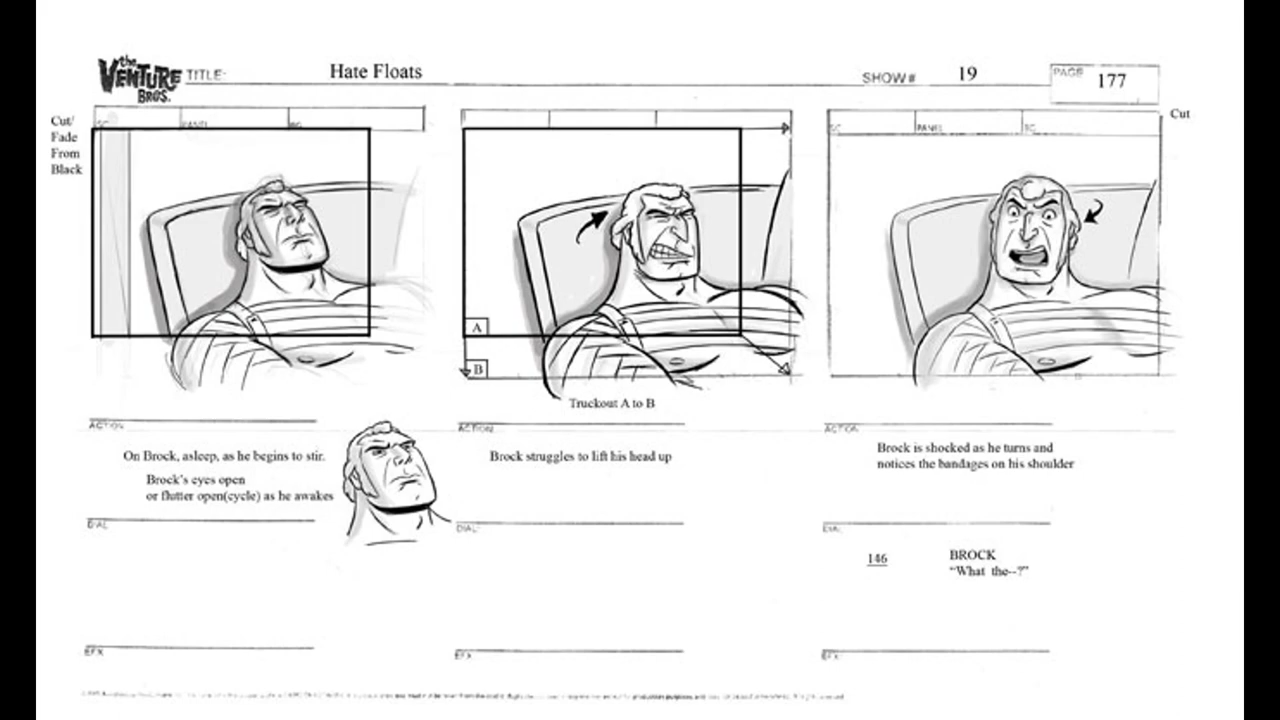 the
VENTURE
BROS.
TITLE:
Hate Floats
SHOW#
19
PAGE
177
Cut/
Fade
From
Black
SC
PANEL
BG
Cut
SC
PANEL
A
B
Truckout A to B
ACTION
ACTION
ACTION
On Brock, asleep, as he begins to stir.
Brock's eyes open
or flutter open(cycle) as he awakes
Brock struggles to lift his head up
Brock is shocked as he turns and
notices the bandages on his shoulder
DIAL
DIAL:
DIAL
146
BROCK
"What the--?"
EFX
EFX
EFX: